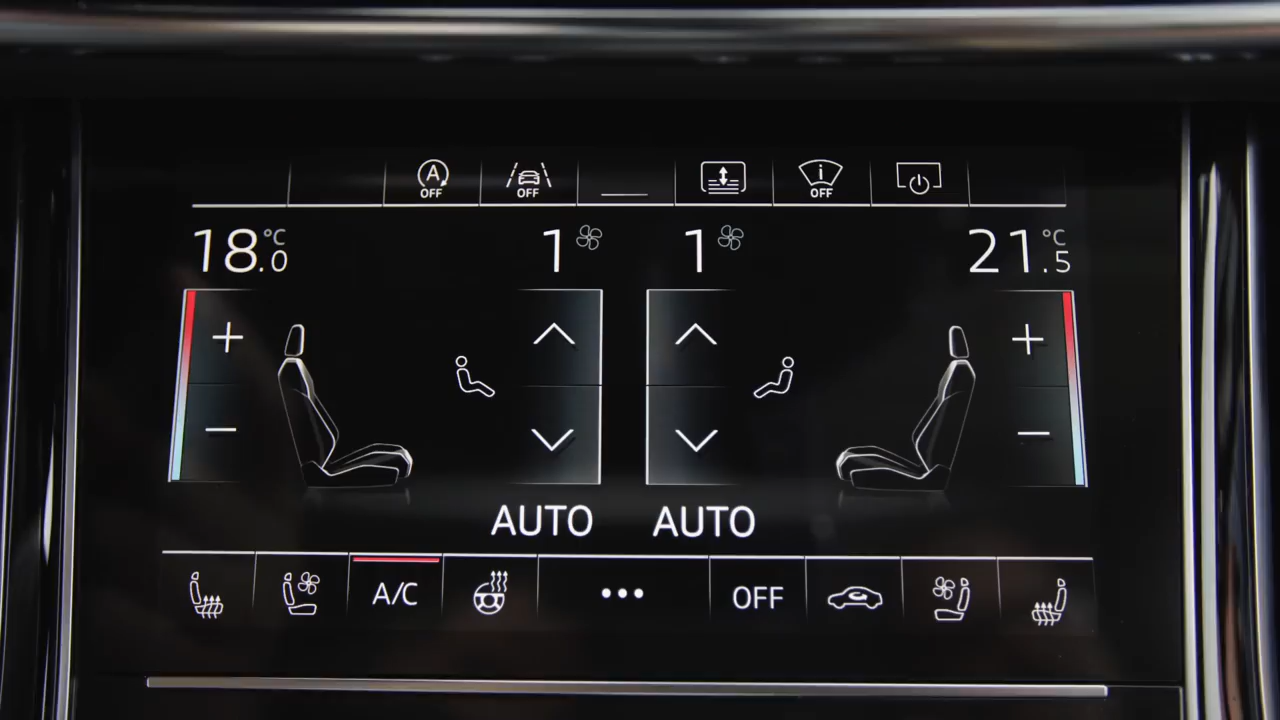 A OFF OFF i OFF
18.0 °C 1 1 21.5 °C
+ +
− −
AUTO AUTO
A/C ••• OFF